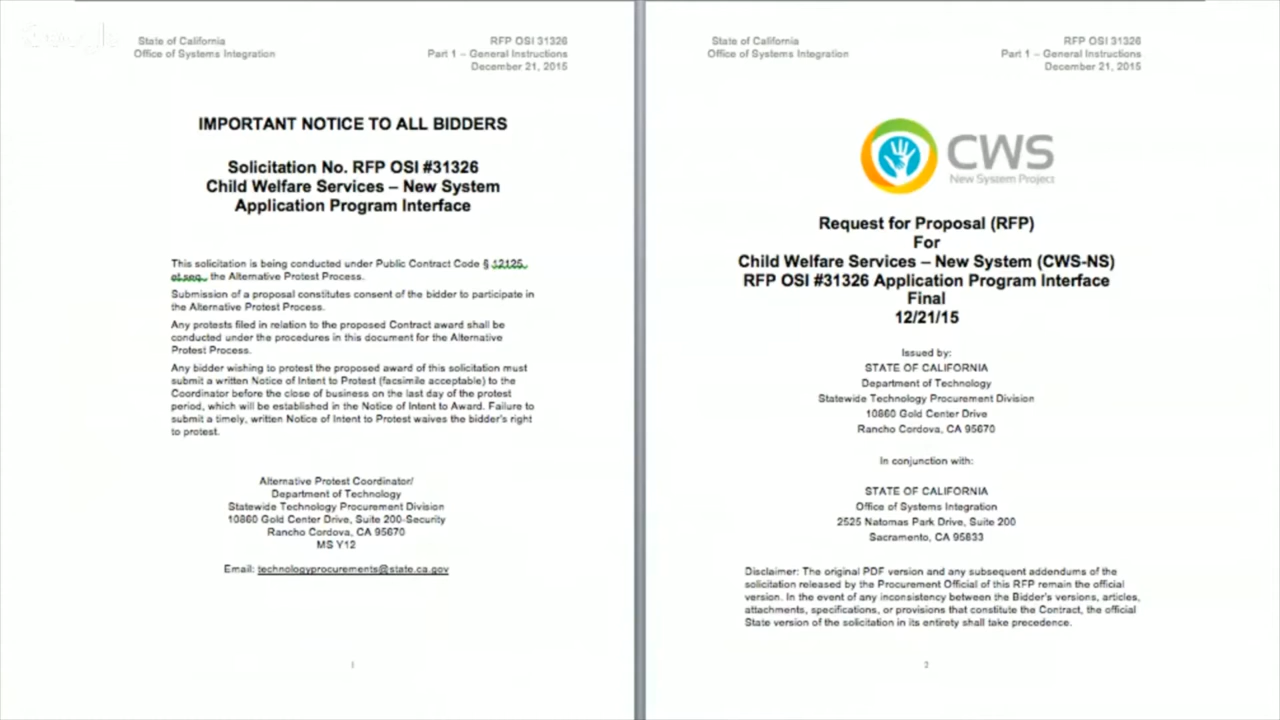 Google
State of California
Office of Systems Integration
RFP OSI 31326
Part 1 – General Instructions
December 21, 2015
IMPORTANT NOTICE TO ALL BIDDERS
Solicitation No. RFP OSI #31326
Child Welfare Services – New System
Application Program Interface
This solicitation is being conducted under Public Contract Code § 12125,
et seq., the Alternative Protest Process.
Submission of a proposal constitutes consent of the bidder to participate in
the Alternative Protest Process.
Any protests filed in relation to the proposed Contract award shall be
conducted under the procedures in this document for the Alternative
Protest Process.
Any bidder wishing to protest the proposed award of this solicitation must
submit a written Notice of Intent to Protest (facsimile acceptable) to the
Coordinator before the close of business on the last day of the protest
period, which will be established in the Notice of Intent to Award. Failure to
submit a timely, written Notice of Intent to Protest waives the bidder's right
to protest.
Alternative Protest Coordinator/
Department of Technology
Statewide Technology Procurement Division
10860 Gold Center Drive, Suite 200-Security
Rancho Cordova, CA 95670
MS Y12
Email: technologyprocurements@state.ca.gov
1
State of California
Office of Systems Integration
RFP OSI 31326
Part 1 – General Instructions
December 21, 2015
CWS
New System Project
Request for Proposal (RFP)
For
Child Welfare Services – New System (CWS-NS)
RFP OSI #31326 Application Program Interface
Final
12/21/15
Issued by:
STATE OF CALIFORNIA
Department of Technology
Statewide Technology Procurement Division
10860 Gold Center Drive
Rancho Cordova, CA 95670
In conjunction with:
STATE OF CALIFORNIA
Office of Systems Integration
2525 Natomas Park Drive, Suite 200
Sacramento, CA 95833
Disclaimer: The original PDF version and any subsequent addendums of the
solicitation released by the Procurement Official of this RFP remain the official
version. In the event of any inconsistency between the Bidder's versions, articles,
attachments, specifications, or provisions that constitute the Contract, the official
State version of the solicitation in its entirety shall take precedence.
2